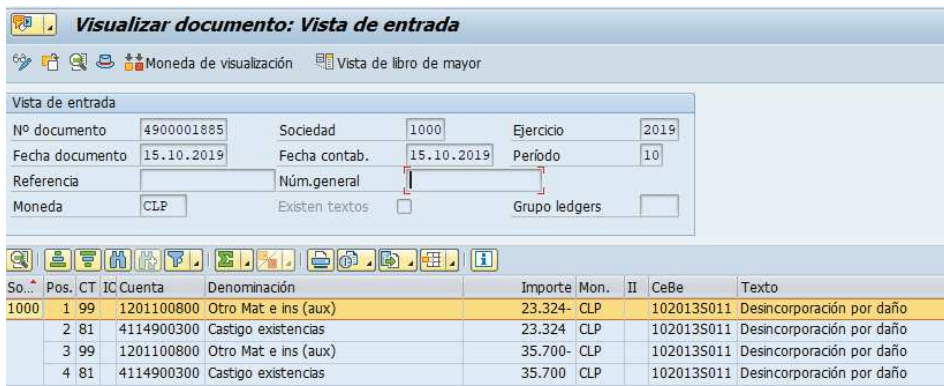 Visualizar documento: Vista de entrada
Moneda de visualización Vista de libro de mayor
Vista de entrada
Nº documento 4900001885 Sociedad 1000 Ejercicio 2019
Fecha documento 15.10.2019 Fecha contab. 15.10.2019 Período 10
Referencia Núm.general
Moneda CLP Existen textos Grupo ledgers
So... Pos. CT IC Cuenta Denominación Importe Mon. II CeBe Texto
1000 1 99 1201100800 Otro Mat e ins (aux) 23.324- CLP 102013S011 Desincorporación por daño
2 81 4114900300 Castigo existencias 23.324 CLP 102013S011 Desincorporación por daño
3 99 1201100800 Otro Mat e ins (aux) 35.700- CLP 102013S011 Desincorporación por daño
4 81 4114900300 Castigo existencias 35.700 CLP 102013S011 Desincorporación por daño